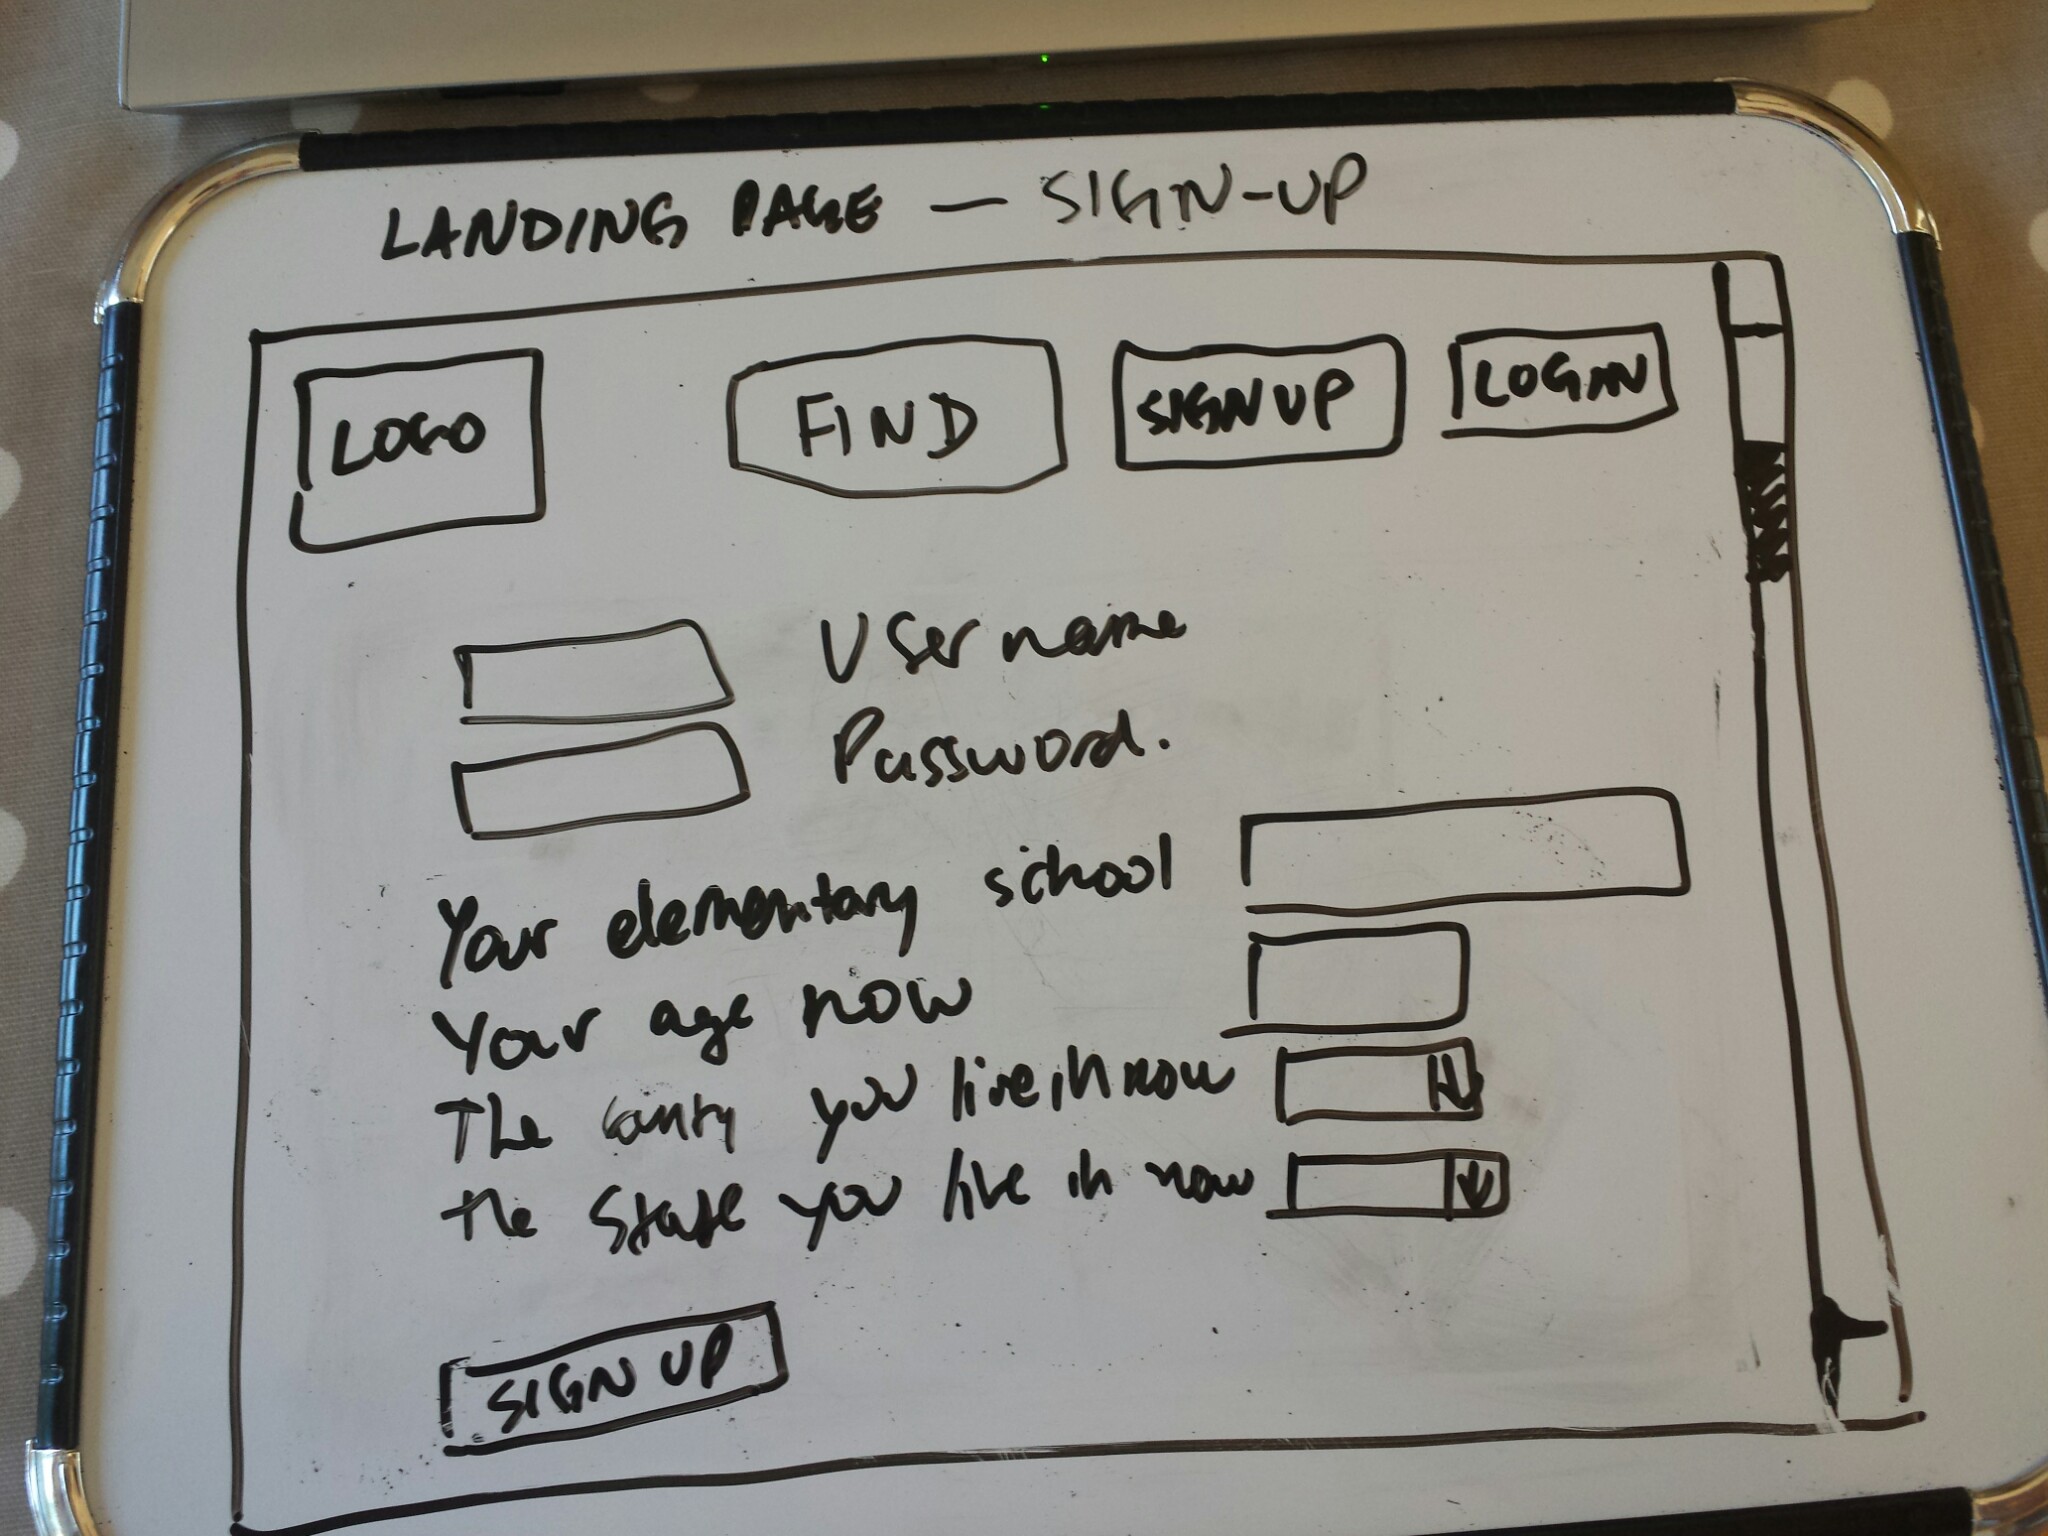 LANDING PAGE — SIGN-UP
LOGO
FIND
SIGNUP
LOGIN
Username
Password.
Your elementary school
Your age now
The you live in now
the State you live in now
SIGN UP